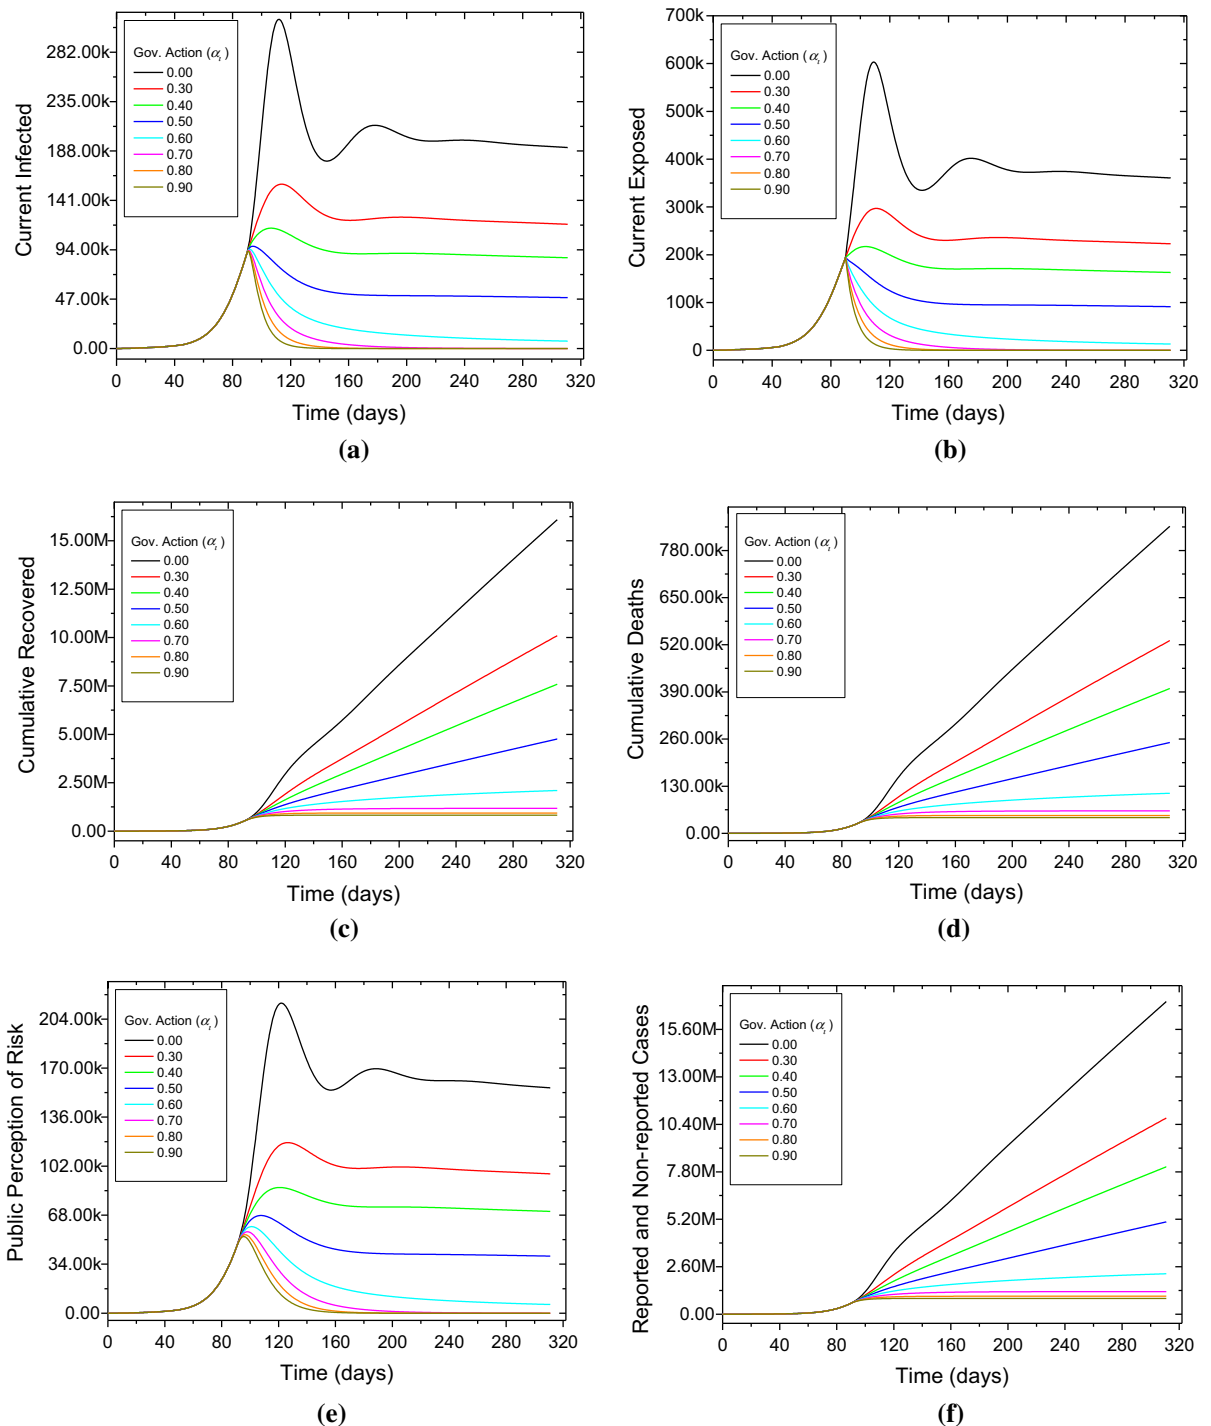 Current Infected
282.00k
235.00k
188.00k
141.00k
94.00k
47.00k
0.00
Gov. Action (α_i)
0.00
0.30
0.40
0.50
0.60
0.70
0.80
0.90
0 40 80 120 160 200 240 280 320
Time (days)
(a)
Current Exposed
700k
600k
500k
400k
300k
200k
100k
0
Gov. Action (α_i)
0.00
0.30
0.40
0.50
0.60
0.70
0.80
0.90
0 40 80 120 160 200 240 280 320
Time (days)
(b)
Cumulative Recovered
15.00M
12.50M
10.00M
7.50M
5.00M
2.50M
0.00
Gov. Action (α_i)
0.00
0.30
0.40
0.50
0.60
0.70
0.80
0.90
0 40 80 120 160 200 240 280 320
Time (days)
(c)
Cumulative Deaths
780.00k
650.00k
520.00k
390.00k
260.00k
130.00k
0.00
Gov. Action (α_i)
0.00
0.30
0.40
0.50
0.60
0.70
0.80
0.90
0 40 80 120 160 200 240 280 320
Time (days)
(d)
Public Perception of Risk
204.00k
170.00k
136.00k
102.00k
68.00k
34.00k
0.00
Gov. Action (α_i)
0.00
0.30
0.40
0.50
0.60
0.70
0.80
0.90
0 40 80 120 160 200 240 280 320
Time (days)
(e)
Reported and Non-reported Cases
15.60M
13.00M
10.40M
7.80M
5.20M
2.60M
0.00
Gov. Action (α_i)
0.00
0.30
0.40
0.50
0.60
0.70
0.80
0.90
0 40 80 120 160 200 240 280 320
Time (days)
(f)